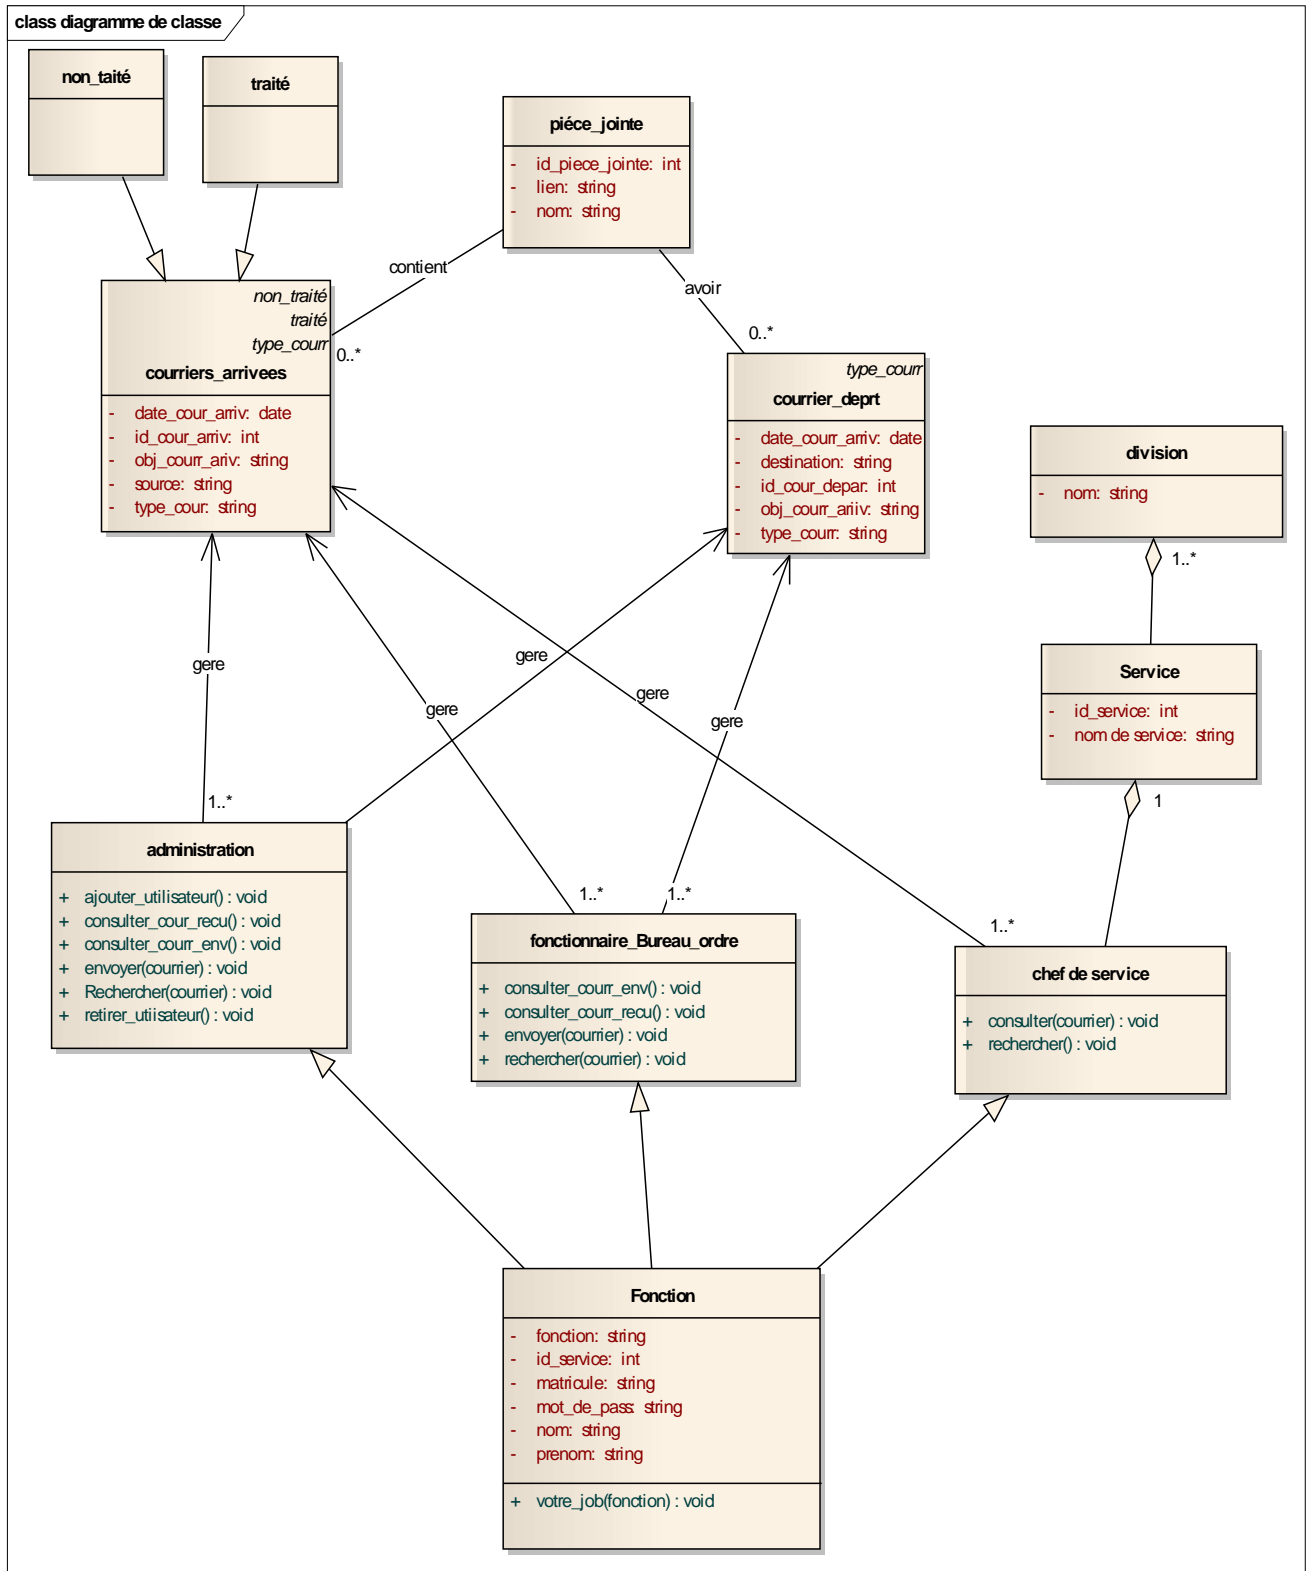 class diagramme de classe
non_taité
traité
piéce_jointe
- id_piece_jointe: int
- lien: string
- nom: string
contient
avoir
0..*
0..*
non_traité
traité
type_courr
courriers_arrivees
- date_cour_arriv: date
- id_cour_arriv: int
- obj_courr_ariv: string
- source: string
- type_cour: string
type_courr
courrier_deprt
- date_courr_arriv: date
- destination: string
- id_cour_depar: int
- obj_courr_ariiv: string
- type_courr: string
division
- nom: string
1..*
Service
- id_service: int
- nom de service: string
1
gere
gere
gere
gere
gere
1..*
1..*
1..*
1..*
administration
+ ajouter_utilisateur() : void
+ consulter_cour_recu() : void
+ consulter_courr_env() : void
+ envoyer(courrier) : void
+ Rechercher(courrier) : void
+ retirer_utiisateur() : void
fonctionnaire_Bureau_ordre
+ consulter_courr_env() : void
+ consulter_courr_recu() : void
+ envoyer(courrier) : void
+ rechercher(courrier) : void
chef de service
+ consulter(courrier) : void
+ rechercher() : void
Fonction
- fonction: string
- id_service: int
- matricule: string
- mot_de_pass: string
- nom: string
- prenom: string
+ votre_job(fonction) : void